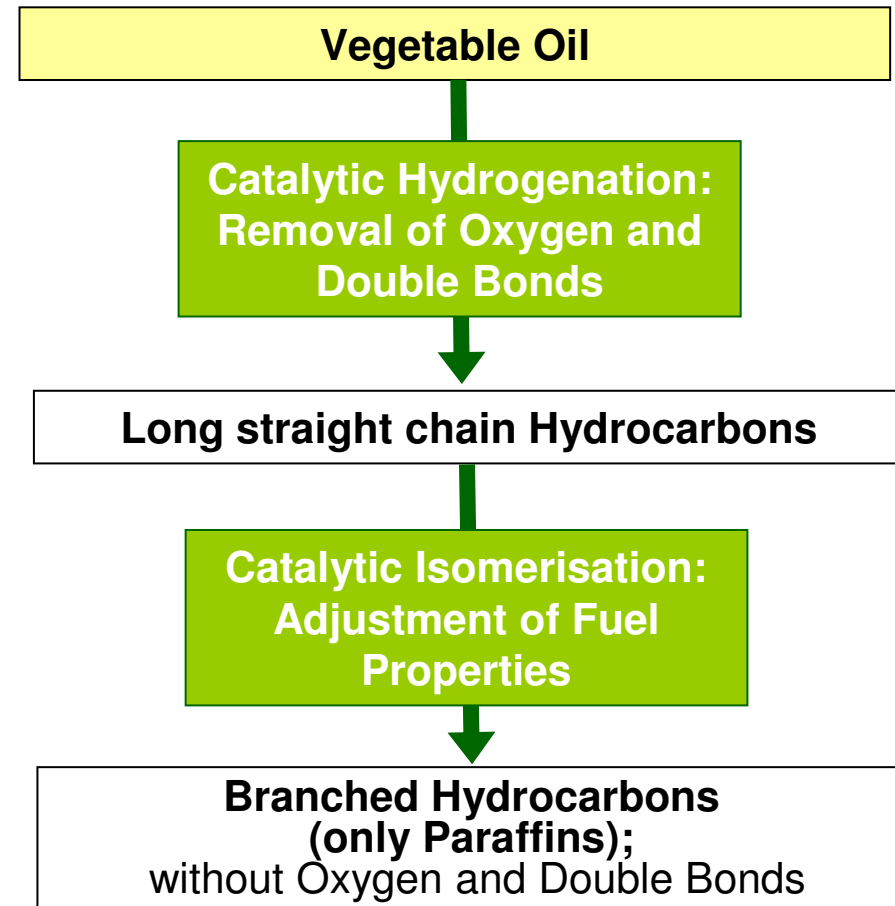 Vegetable Oil
Catalytic Hydrogenation:
Removal of Oxygen and
Double Bonds
Long straight chain Hydrocarbons
Catalytic Isomerisation:
Adjustment of Fuel
Properties
Branched Hydrocarbons
(only Paraffins);
without Oxygen and Double Bonds